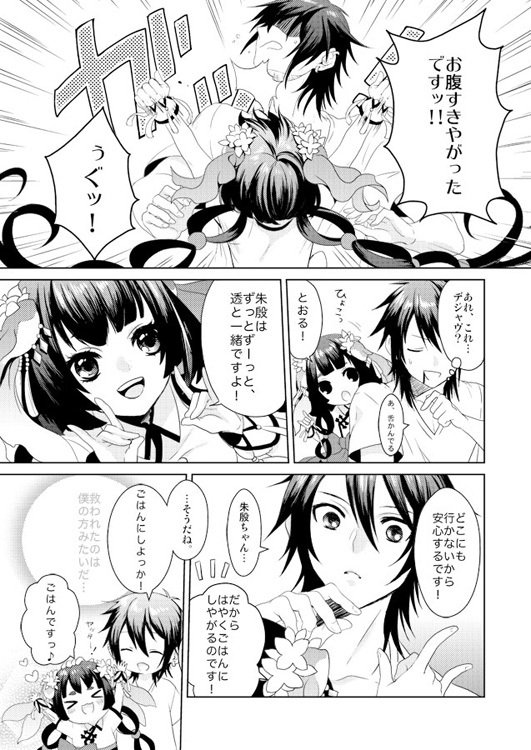 お腹すきやがった
ですッ!!
ガバッ
うぐッ!
あれ、これ…
デジャヴ?
ひょこっ
とおる!
あ、舌かんでる
朱殷は
ずっとずーっと、
透と一緒ですよ!
どこにも
行かないから
安心するです!
朱殷ちゃん…
だから
はやくごはんに
しやがるのです!
…そうだね。
ごはんにしよっか!
救われたのは
僕の方みたいだ…
ヤッター!
ごはんですっ♪